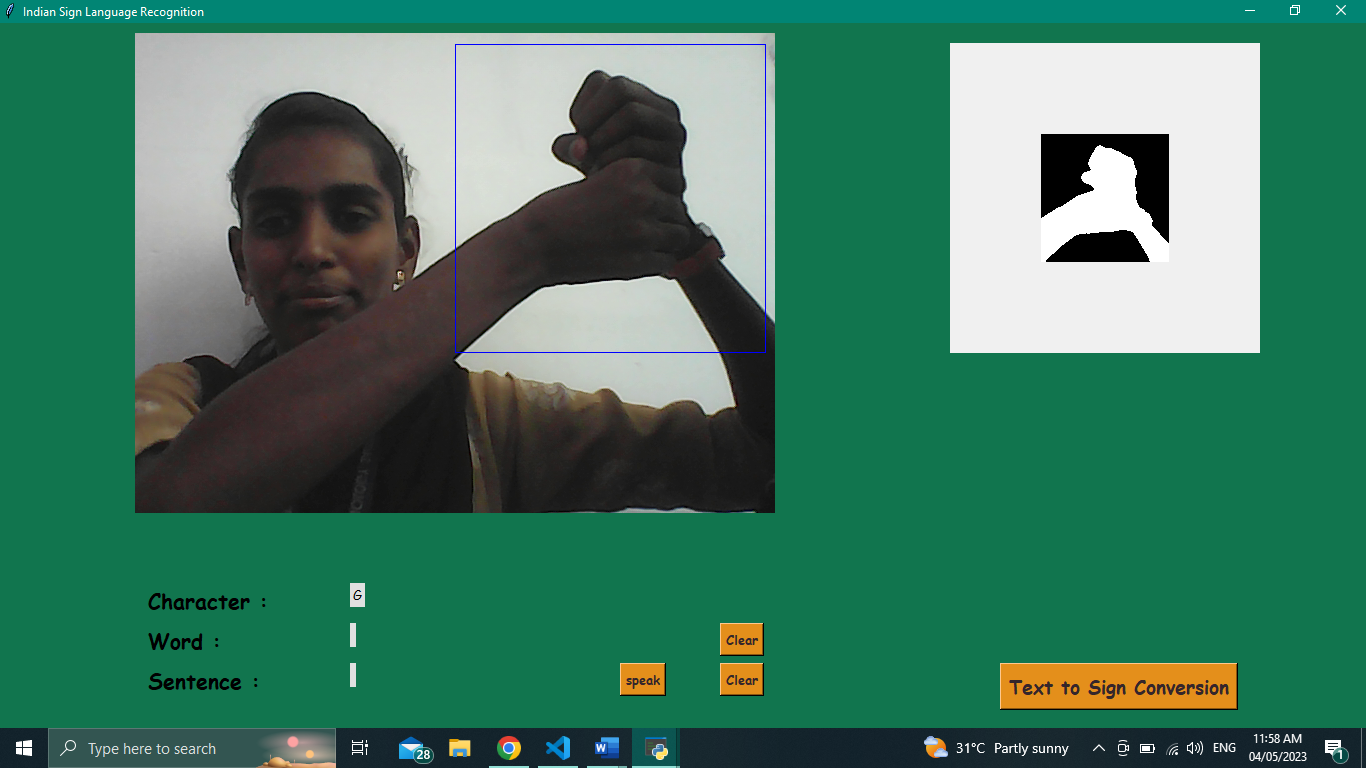 Indian Sign Language Recognition
Character : G
Word : Clear
Sentence : speak Clear
Text to Sign Conversion
Type here to search
28
31°C Partly sunny
ENG
11:58 AM
04/05/2023
1